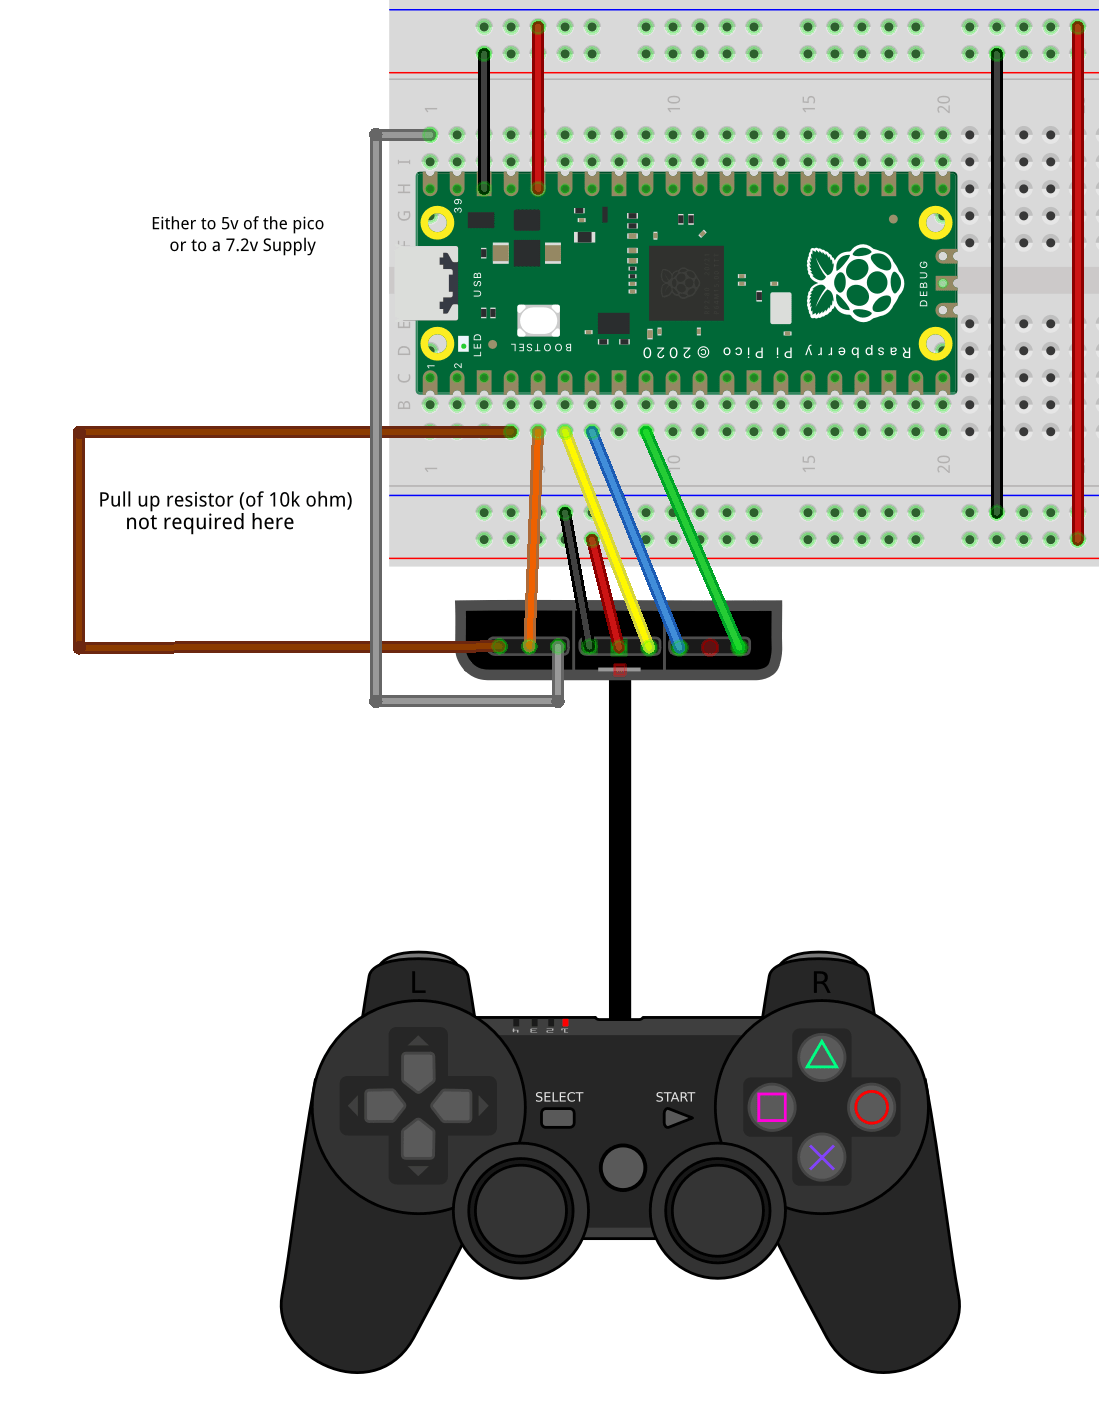 1
10
15
20
I
H
39
G
Either to 5v of the pico
or to a 7.2v Supply
f
USB
DEBUG
E
LED
BOOTSEL
Raspberry Pi Pico © 2020
D
1
2
C
B
1
10
15
20
Pull up resistor (of 10k ohm)
not required here
L
R
4 3 2 1
SELECT
START